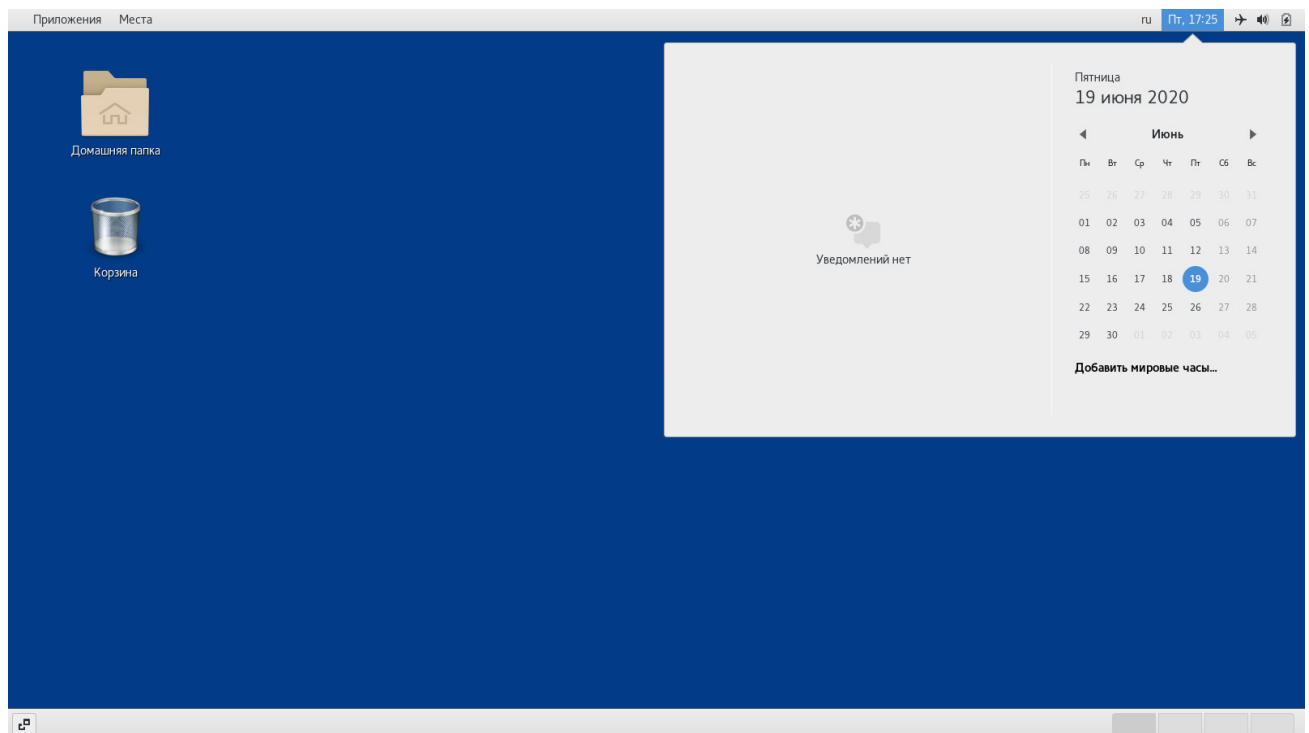 Приложения Места
ru Пт, 17:25
Домашняя папка
Корзина
Уведомлений нет
Пятница
19 июня 2020
Июнь
Пн Вт Ср Чт Пт Сб Вс
25 26 27 28 29 30 31
01 02 03 04 05 06 07
08 09 10 11 12 13 14
15 16 17 18 19 20 21
22 23 24 25 26 27 28
29 30 01 02 03 04 05
Добавить мировые часы...